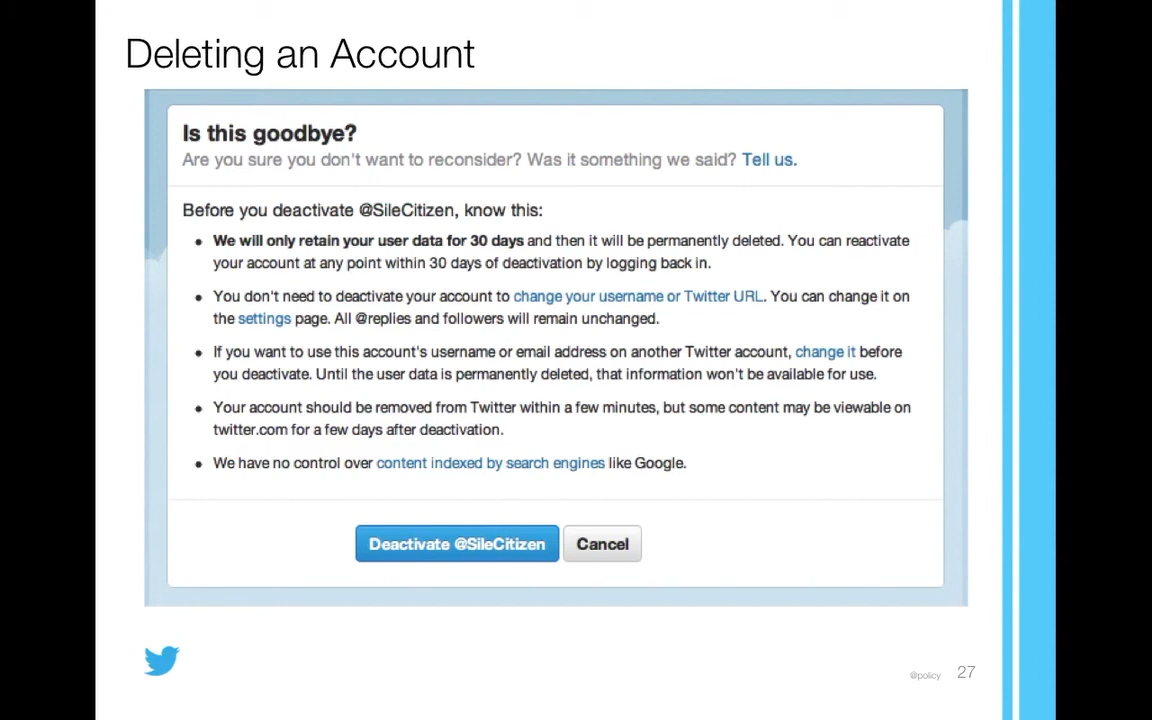 Deleting an Account
Is this goodbye?
Are you sure you don't want to reconsider? Was it something we said? Tell us.
Before you deactivate @SileCitizen, know this:
• We will only retain your user data for 30 days and then it will be permanently deleted. You can reactivate
your account at any point within 30 days of deactivation by logging back in.
• You don't need to deactivate your account to change your username or Twitter URL. You can change it on
the settings page. All @replies and followers will remain unchanged.
• If you want to use this account's username or email address on another Twitter account, change it before
you deactivate. Until the user data is permanently deleted, that information won't be available for use.
• Your account should be removed from Twitter within a few minutes, but some content may be viewable on
twitter.com for a few days after deactivation.
• We have no control over content indexed by search engines like Google.
Deactivate @SileCitizen Cancel
@policy 27